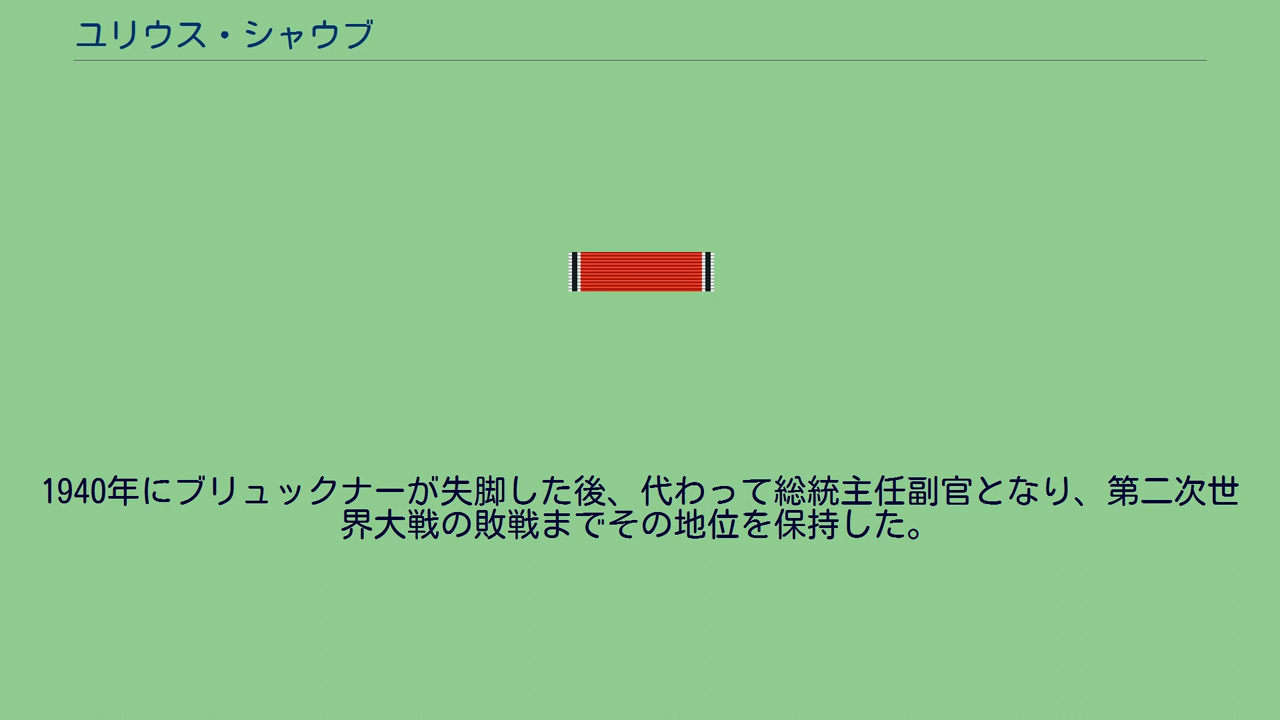 ユリウス・シャウブ
1940年にブリュックナーが失脚した後、代わって総統主任副官となり、第二次世
界大戦の敗戦までその地位を保持した。